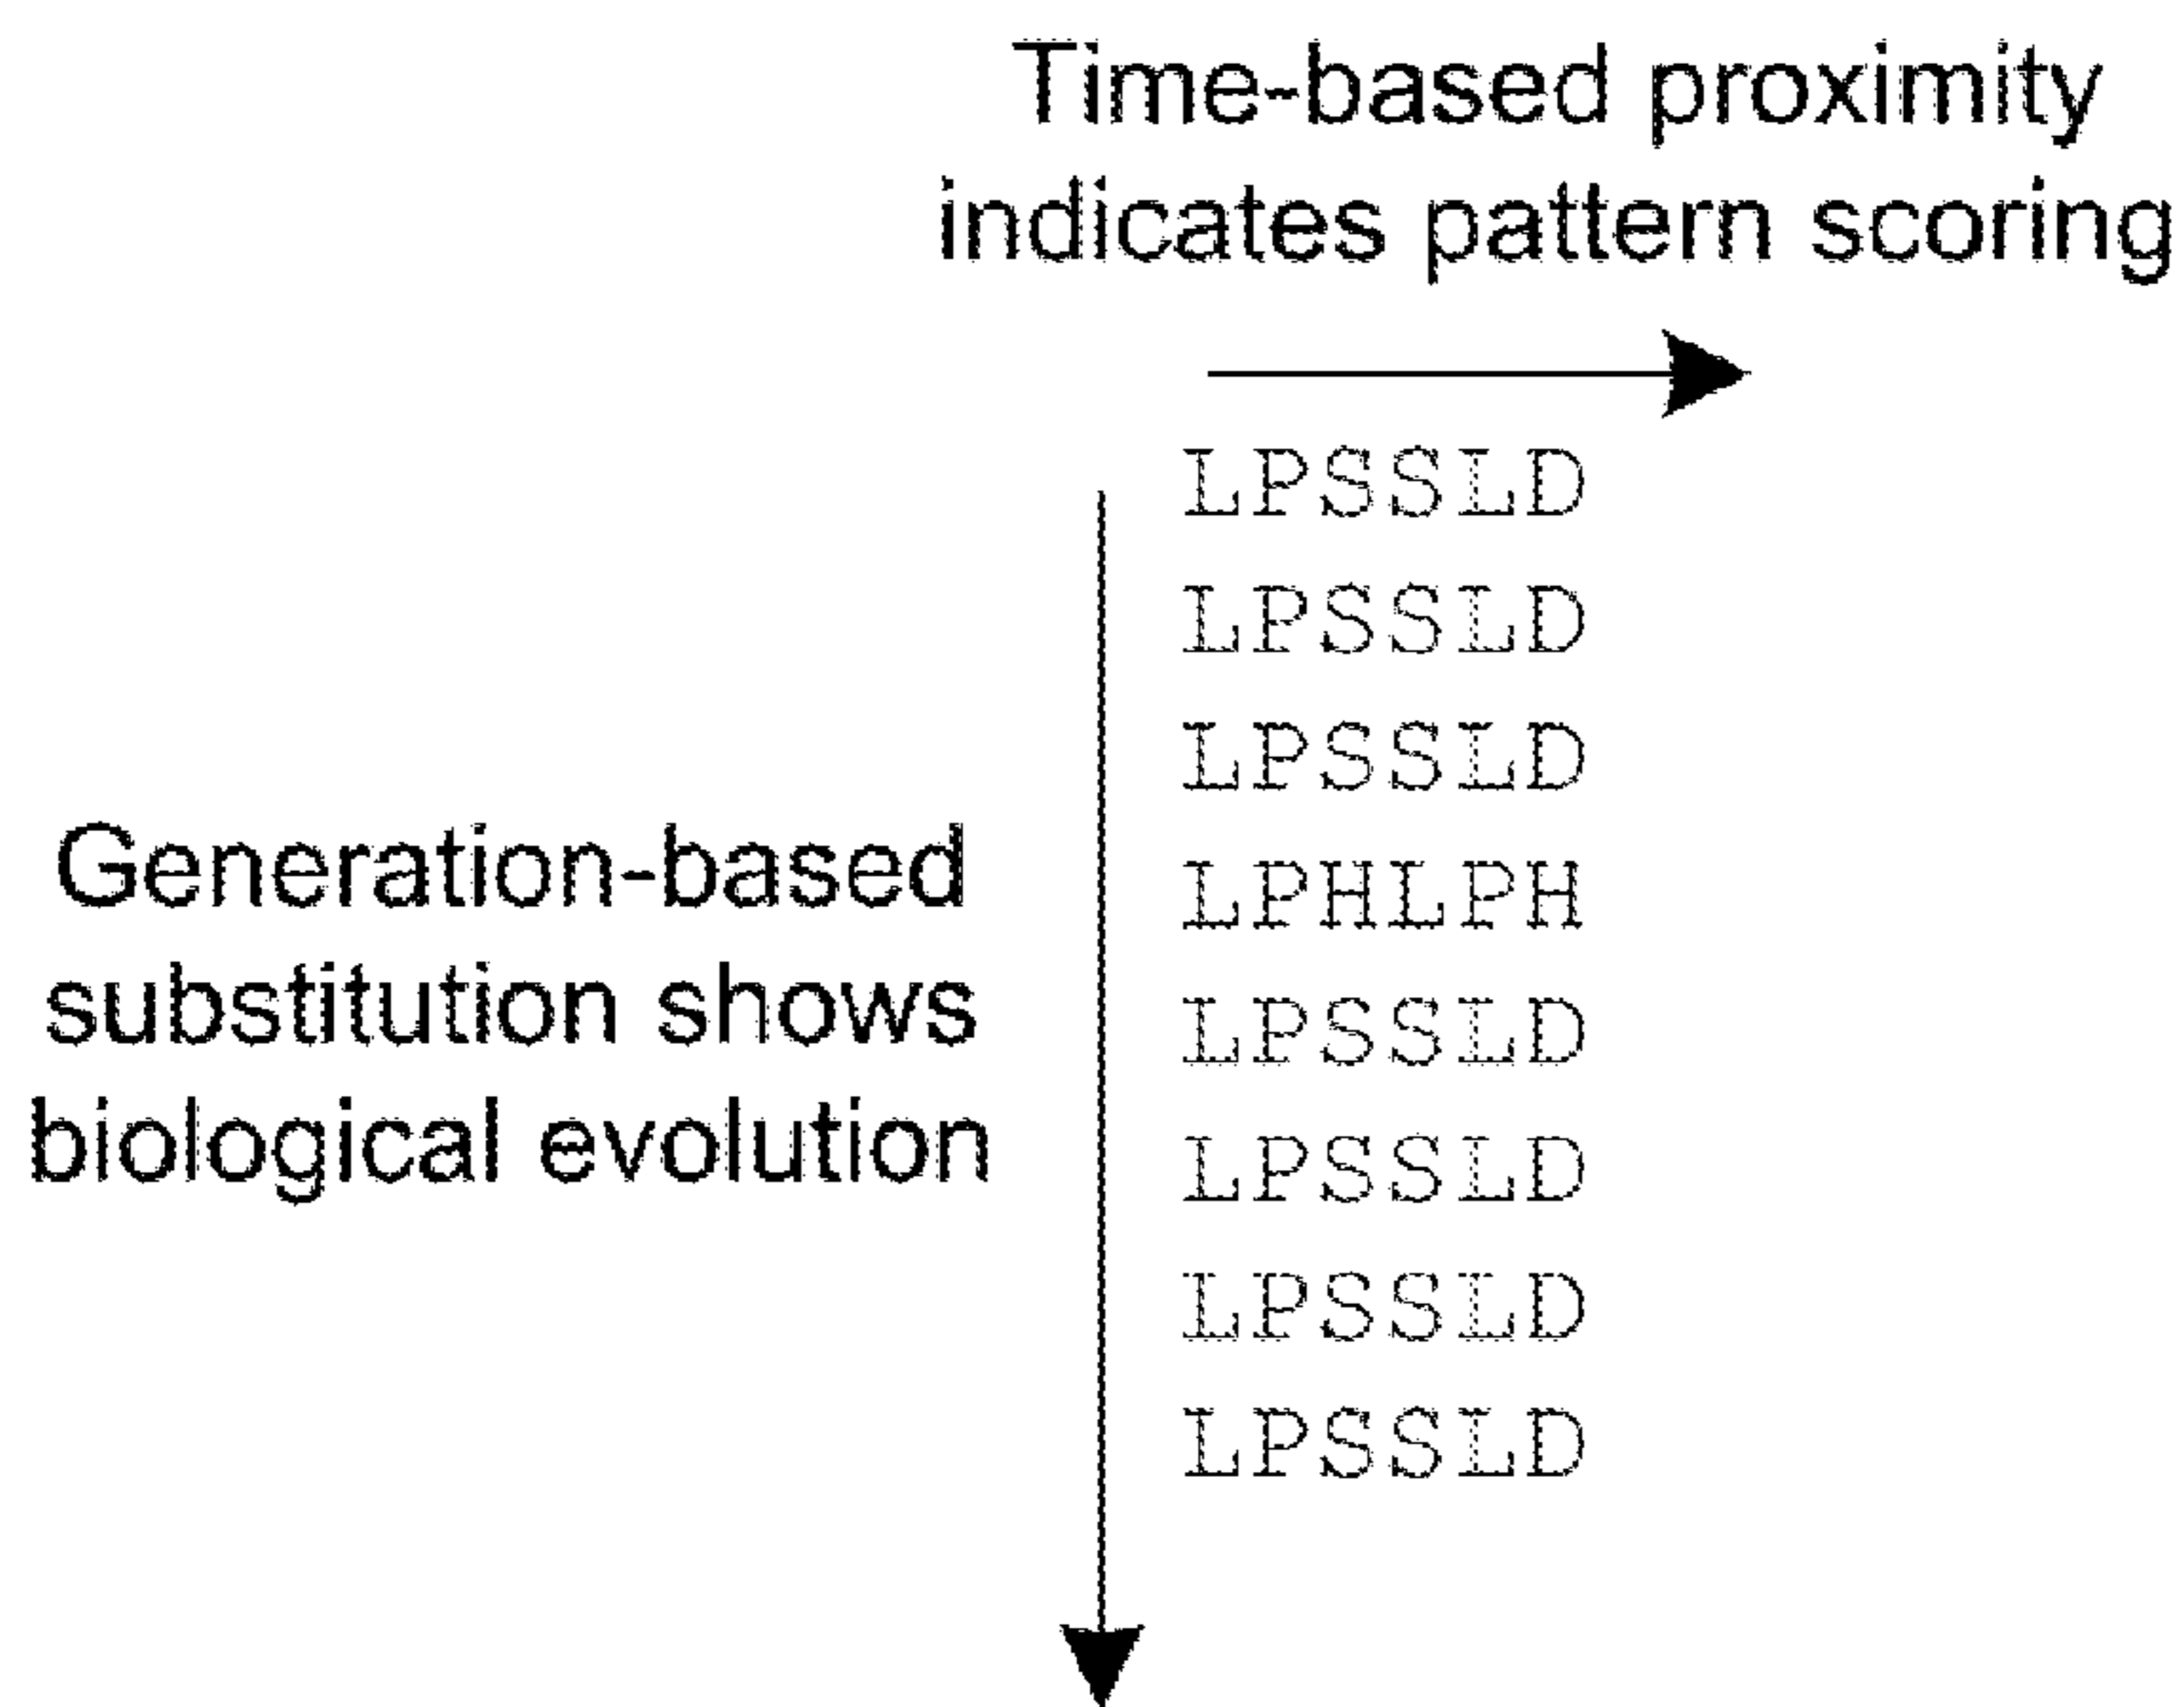 Time-based proximity
indicates pattern scoring
LPSSLD
LPSSLD
LPSSLD
LPHLPH
LPSSLD
LPSSLD
LPSSLD
LPSSLD
Generation-based
substitution shows
biological evolution